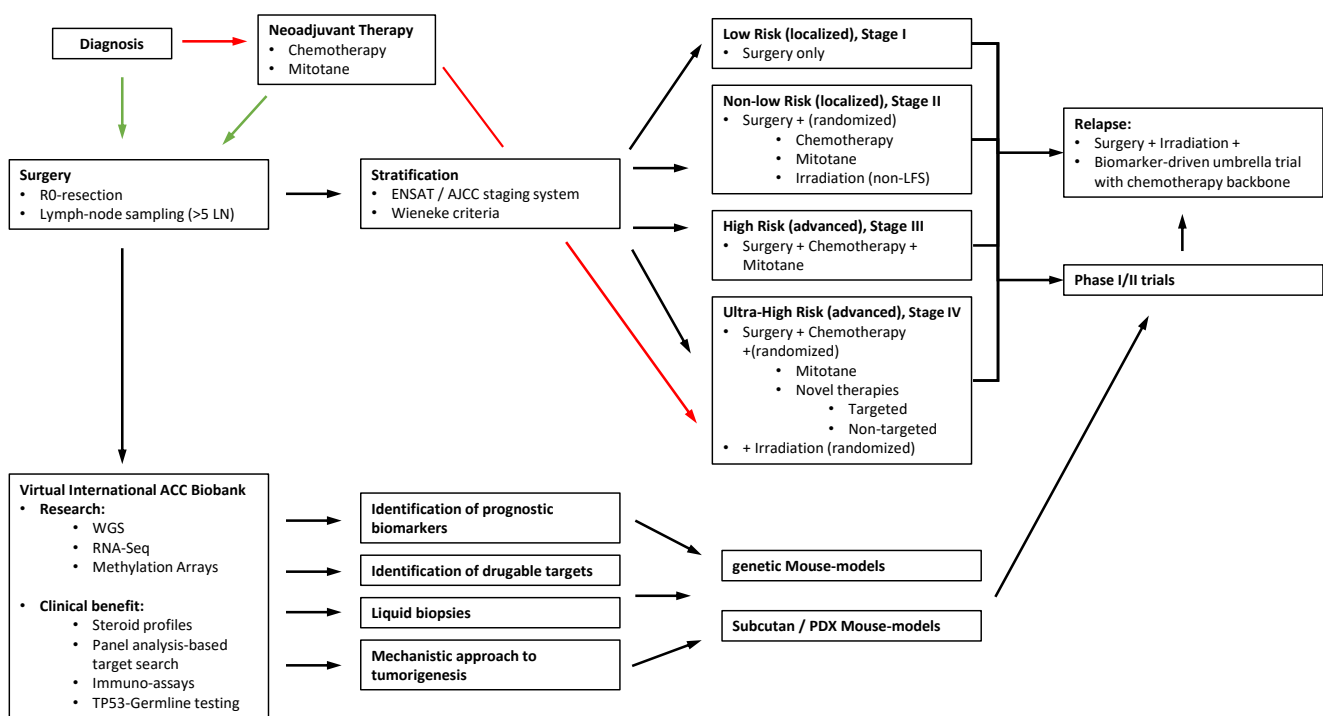 Diagnosis
Neoadjuvant Therapy
• Chemotherapy
• Mitotane
Surgery
• R0-resection
• Lymph-node sampling (>5 LN)
Stratification
• ENSAT / AJCC staging system
• Wieneke criteria
Low Risk (localized), Stage I
• Surgery only
Non-low Risk (localized), Stage II
• Surgery + (randomized)
• Chemotherapy
• Mitotane
• Irradiation (non-LFS)
High Risk (advanced), Stage III
• Surgery + Chemotherapy +
Mitotane
Ultra-High Risk (advanced), Stage IV
• Surgery + Chemotherapy
+(randomized)
• Mitotane
• Novel therapies
• Targeted
• Non-targeted
• + Irradiation (randomized)
Relapse:
• Surgery + Irradiation +
• Biomarker-driven umbrella trial
with chemotherapy backbone
Phase I/II trials
Virtual International ACC Biobank
• Research:
• WGS
• RNA-Seq
• Methylation Arrays
• Clinical benefit:
• Steroid profiles
• Panel analysis-based
target search
• Immuno-assays
• TP53-Germline testing
Identification of prognostic
biomarkers
Identification of drugable targets
Liquid biopsies
Mechanistic approach to
tumorigenesis
genetic Mouse-models
Subcutan / PDX Mouse-models